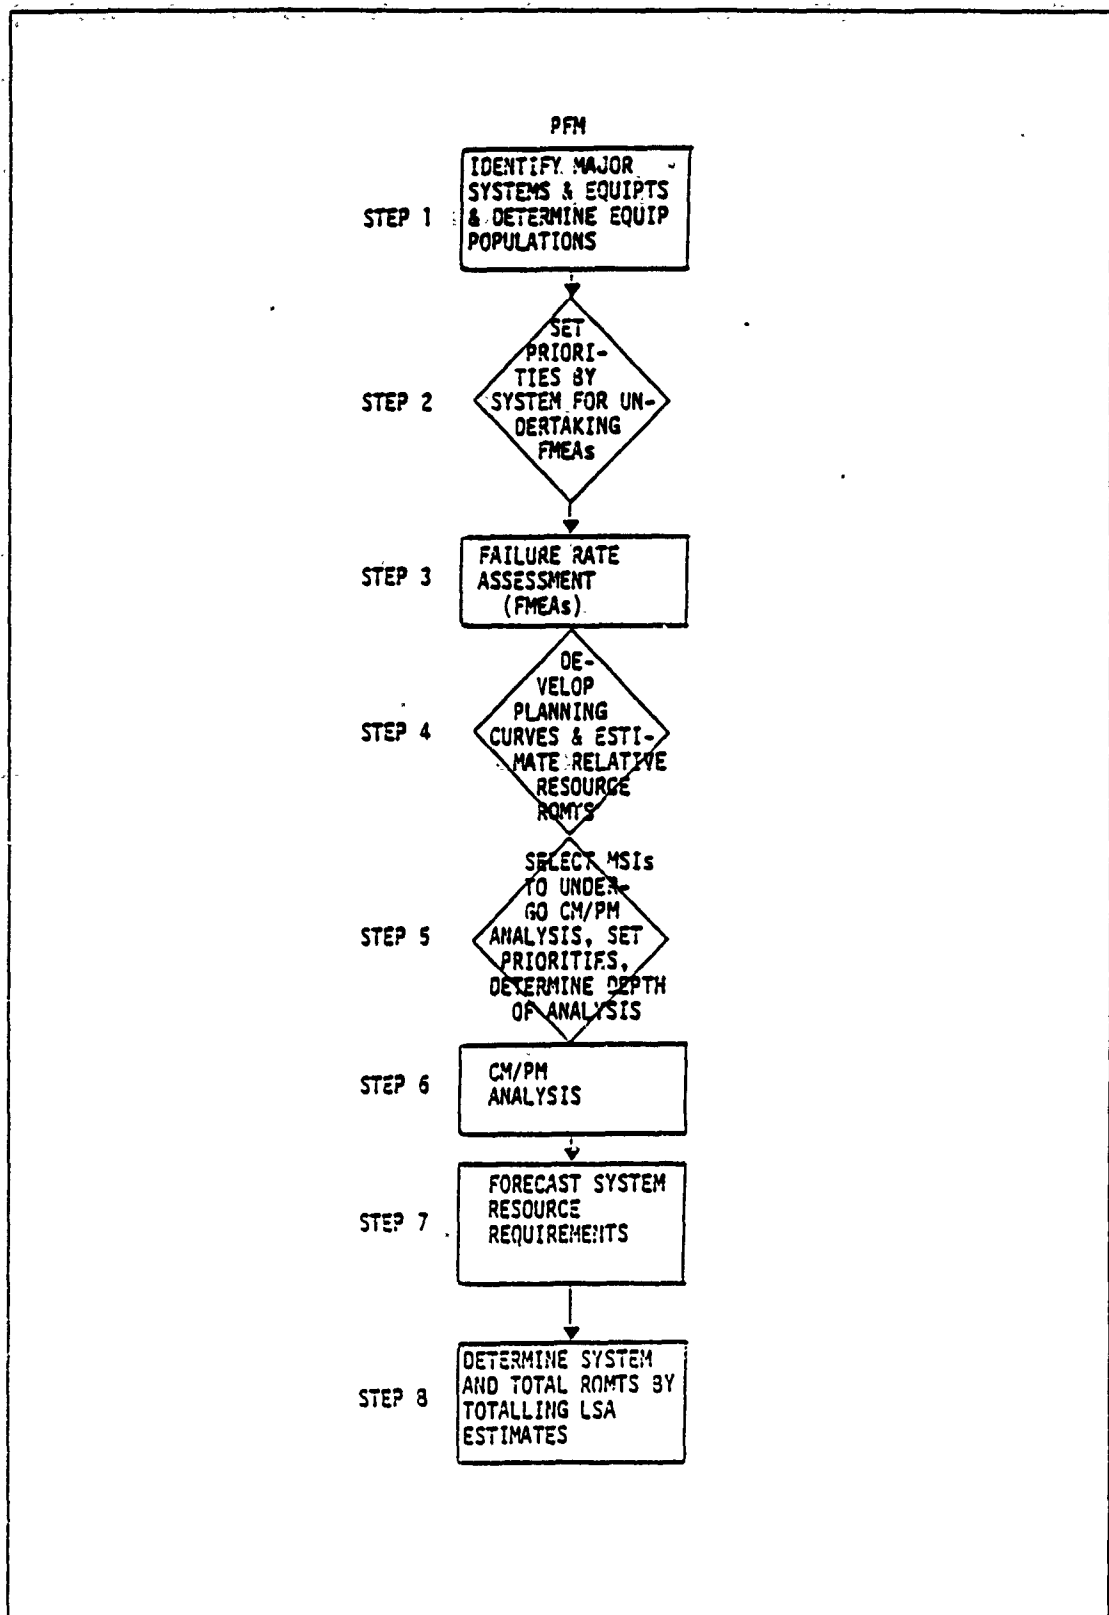 PFM
STEP 1
IDENTIFY MAJOR
SYSTEMS & EQUIPTS
& DETERMINE EQUIP
POPULATIONS
STEP 2
SET
PRIORI-
TIES BY
SYSTEM FOR UN-
DERTAKING
FMEAs
STEP 3
FAILURE RATE
ASSESSMENT
(FMEAs)
STEP 4
DE-
VELOP
PLANNING
CURVES & ESTI-
MATE RELATIVE
RESOURCE
RQMTS
STEP 5
SELECT MSIs
TO UNDER-
GO CM/PM
ANALYSIS, SET
PRIORITIES,
DETERMINE DEPTH
OF ANALYSIS
STEP 6
CM/PM
ANALYSIS
STEP 7
FORECAST SYSTEM
RESOURCE
REQUIREMENTS
STEP 8
DETERMINE SYSTEM
AND TOTAL RQMTS BY
TOTALLING LSA
ESTIMATES